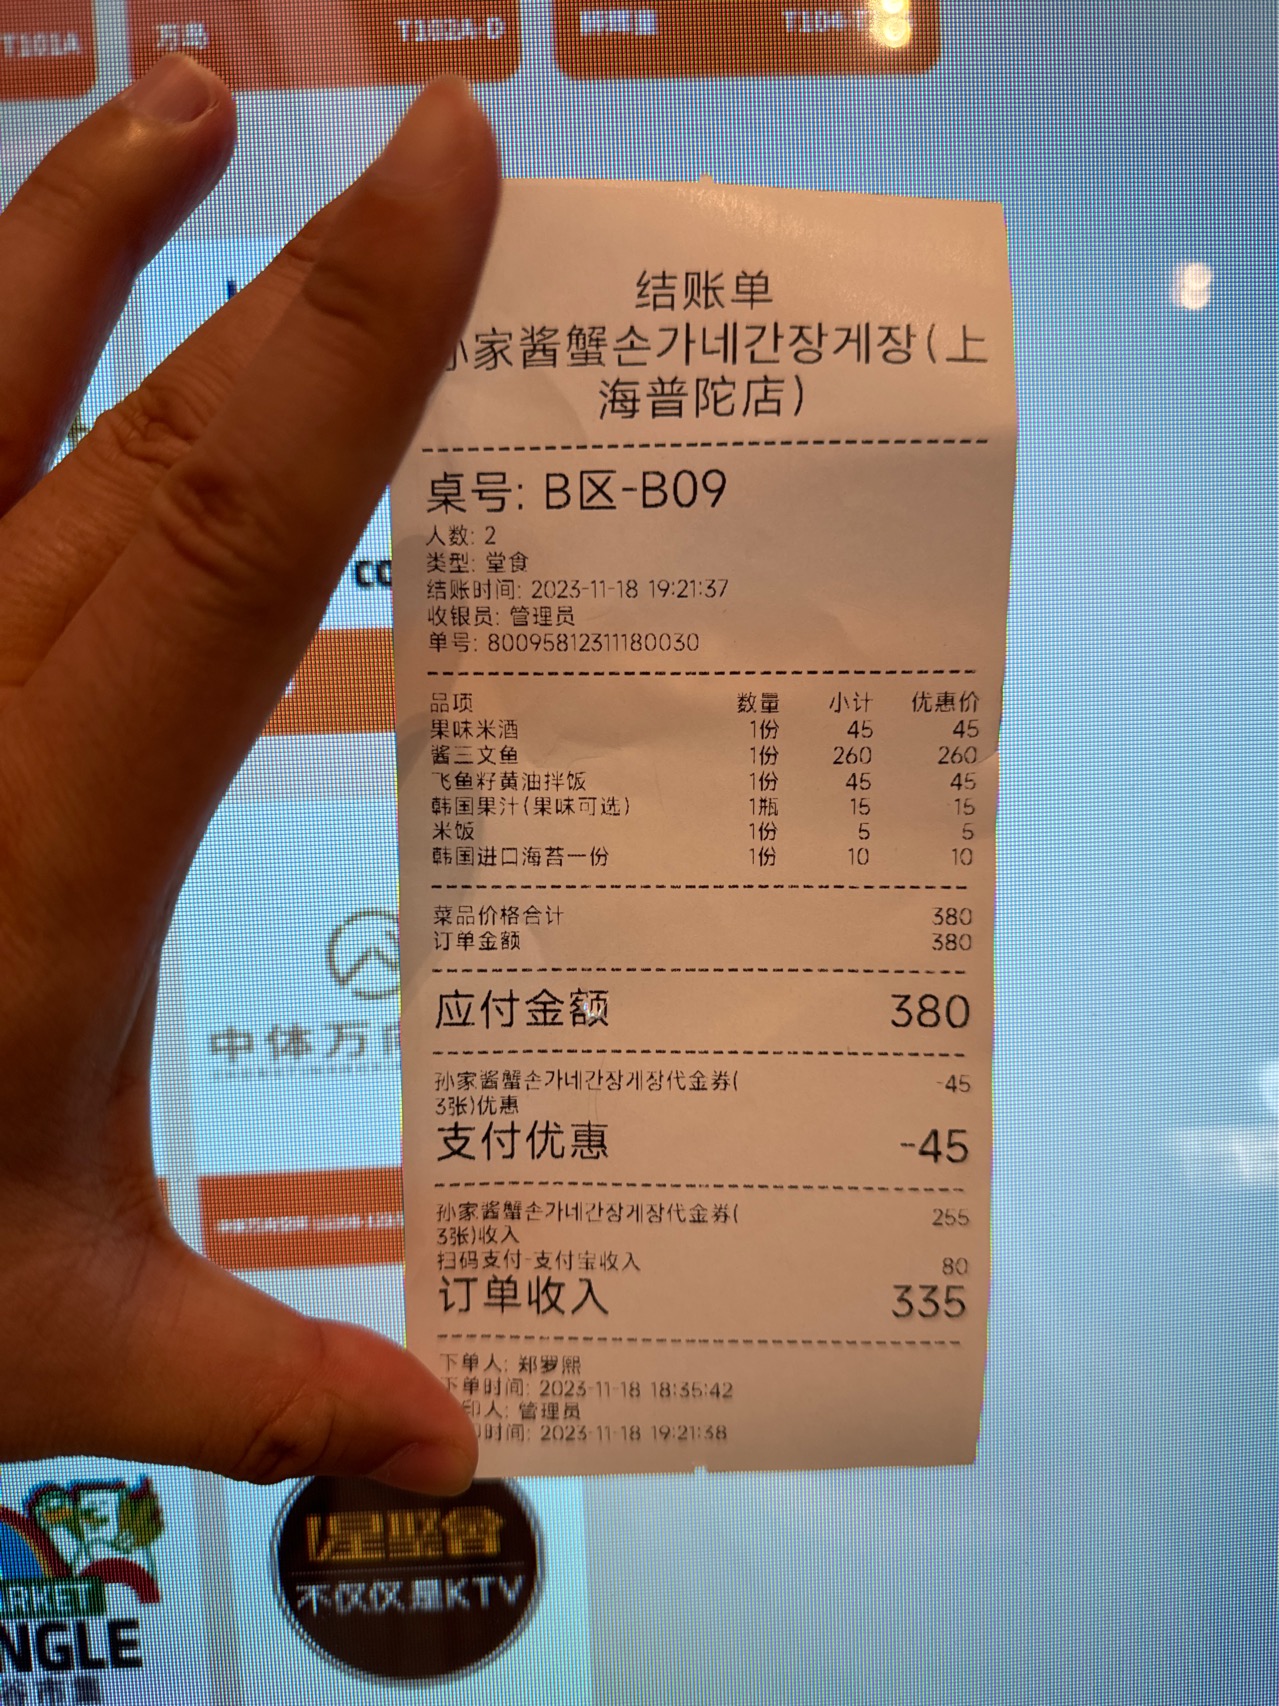 T101A
万岛
T102A-D
结账单
孙家酱蟹손가네간장게장(上
海普陀店)
桌号: B区-B09
人数: 2
类型: 堂食
结账时间: 2023-11-18 19:21:37
收银员: 管理员
单号: 80095812311180030
品项 数量 小计 优惠价
果味米酒 1份 45 45
酱三文鱼 1份 260 260
飞鱼籽黄油拌饭 1份 45 45
韩国果汁(果味可选) 1瓶 15 15
米饭 1份 5 5
韩国进口海苔一份 1份 10 10
菜品价格合计 380
订单金额 380
应付金额 380
孙家酱蟹손가네간장게장代金券( -45
3张)优惠
支付优惠 -45
孙家酱蟹손가네간장게장代金券( 255
3张)收入
扫码支付-支付宝收入 80
订单收入 335
下单人: 郑罗熙
下单时间: 2023-11-18 18:35:42
印人: 管理员
时间: 2023-11-18 19:21:38
CC
中体万
RKET
NGLE
星聚會
不仅仅是KTV